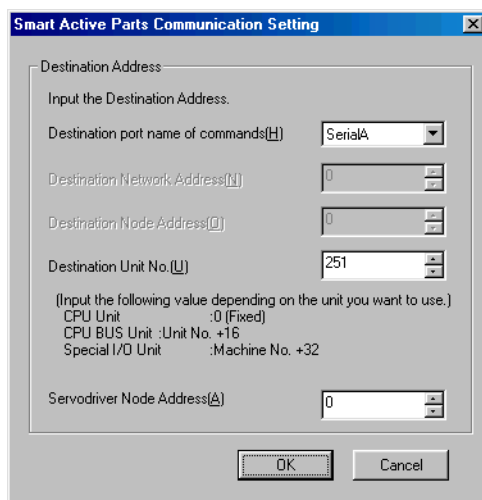 Smart Active Parts Communication Setting
Destination Address
Input the Destination Address.
Destination port name of commands(H) SerialA
Destination Network Address(N) 0
Destination Node Address(O) 0
Destination Unit No.(U) 251
(Input the following value depending on the unit you want to use.)
CPU Unit :0 (Fixed)
CPU BUS Unit :Unit No. +16
Special I/O Unit :Machine No. +32
Servodriver Node Address(A) 0
OK Cancel